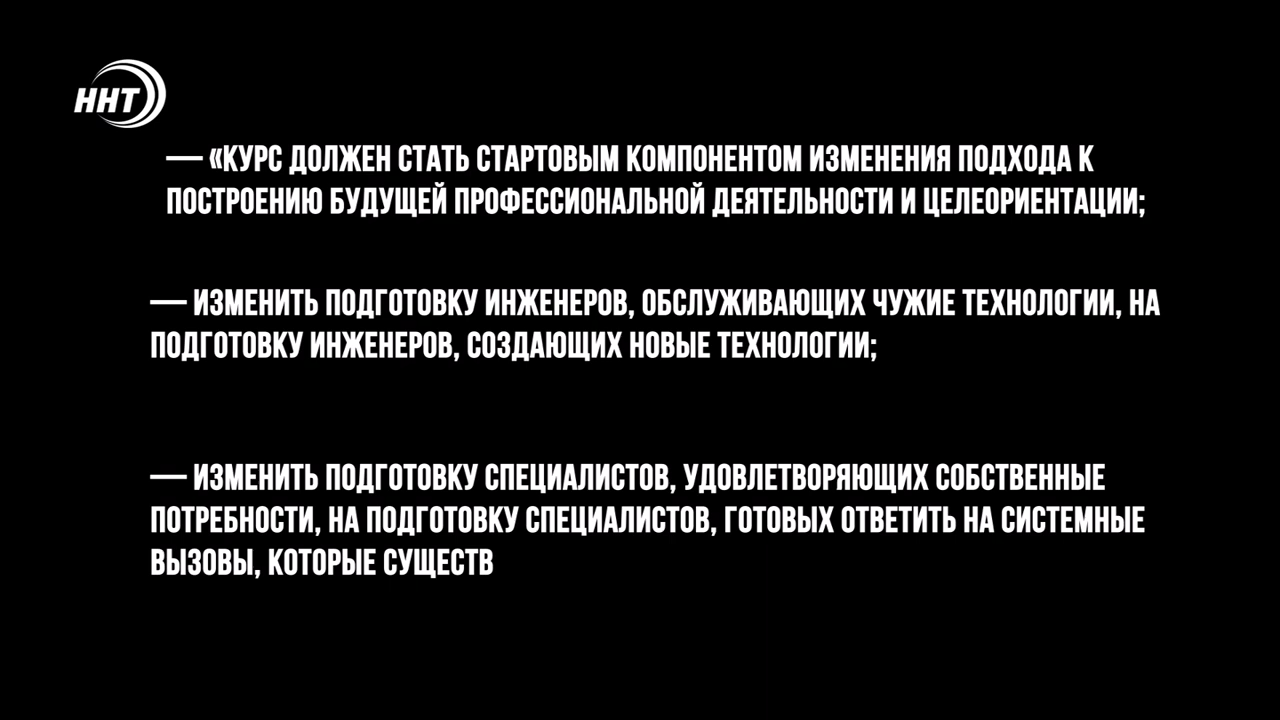 ННТ
— «КУРС ДОЛЖЕН СТАТЬ СТАРТОВЫМ КОМПОНЕНТОМ ИЗМЕНЕНИЯ ПОДХОДА К
ПОСТРОЕНИЮ БУДУЩЕЙ ПРОФЕССИОНАЛЬНОЙ ДЕЯТЕЛЬНОСТИ И ЦЕЛЕОРИЕНТАЦИИ;
— ИЗМЕНИТЬ ПОДГОТОВКУ ИНЖЕНЕРОВ, ОБСЛУЖИВАЮЩИХ ЧУЖИЕ ТЕХНОЛОГИИ, НА
ПОДГОТОВКУ ИНЖЕНЕРОВ, СОЗДАЮЩИХ НОВЫЕ ТЕХНОЛОГИИ;
— ИЗМЕНИТЬ ПОДГОТОВКУ СПЕЦИАЛИСТОВ, УДОВЛЕТВОРЯЮЩИХ СОБСТВЕННЫЕ
ПОТРЕБНОСТИ, НА ПОДГОТОВКУ СПЕЦИАЛИСТОВ, ГОТОВЫХ ОТВЕТИТЬ НА СИСТЕМНЫЕ
ВЫЗОВЫ, КОТОРЫЕ СУЩЕСТВ